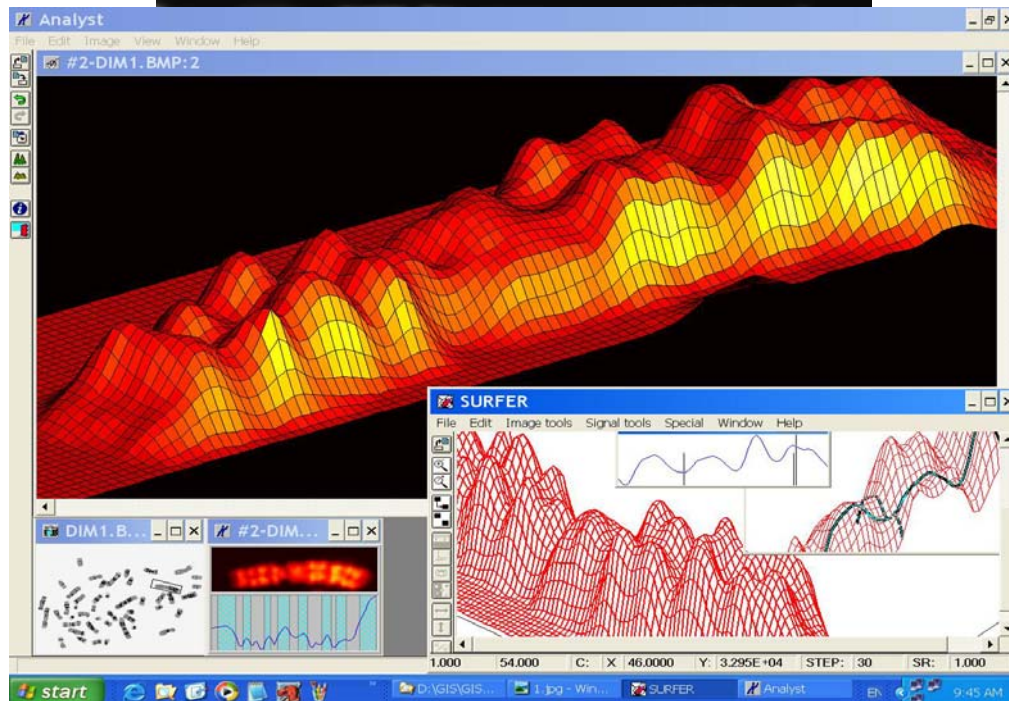 Analyst
File Edit Image View Window Help
#2-DIM1.BMP:2
SURFER
File Edit Image tools Signal tools Special Window Help
DIM1.B...
#2-DIM...
1.000 54.000 C: X 46.0000 Y: 3.295E+04 STEP: 30 SR: 1.000
start
D:\GIS\GIS...
1.jpg - Win...
SURFER
Analyst
EN
9:45 AM